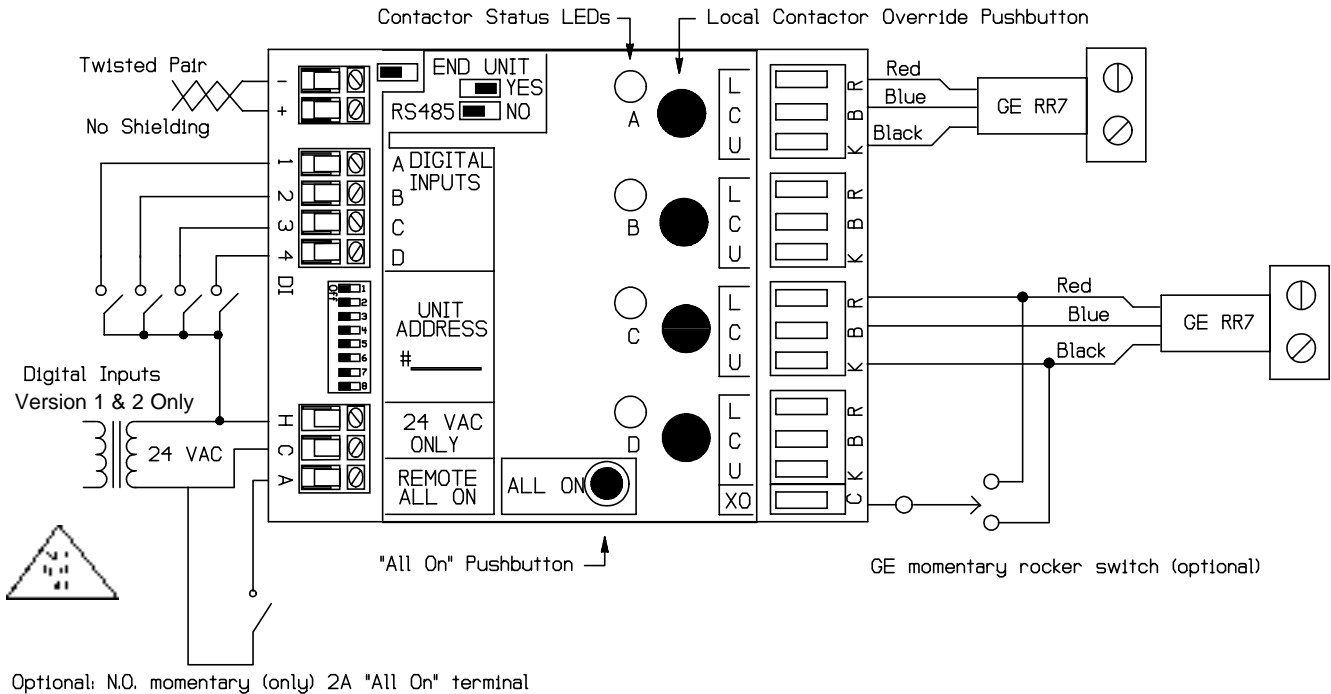 Contactor Status LEDs
Local Contactor Override Pushbutton
Twisted Pair
No Shielding
-
+
END UNIT
YES
RS485
NO
1
2
3
4
DI
A DIGITAL
INPUTS
B
C
D
OFF
1
2
3
4
5
6
7
8
UNIT
ADDRESS
#
Digital Inputs
Version 1 & 2 Only
24 VAC
H
C
A
24 VAC
ONLY
REMOTE
ALL ON
ALL ON
A
B
C
D
L
C
U
L
C
U
L
C
U
L
C
U
XO
R
B
K
R
B
K
R
B
K
R
B
K
C
Red
Blue
Black
GE RR7
Red
Blue
Black
GE RR7
"All On" Pushbutton
GE momentary rocker switch (optional)
Optional: N.O. momentary (only) 2A "All On" terminal